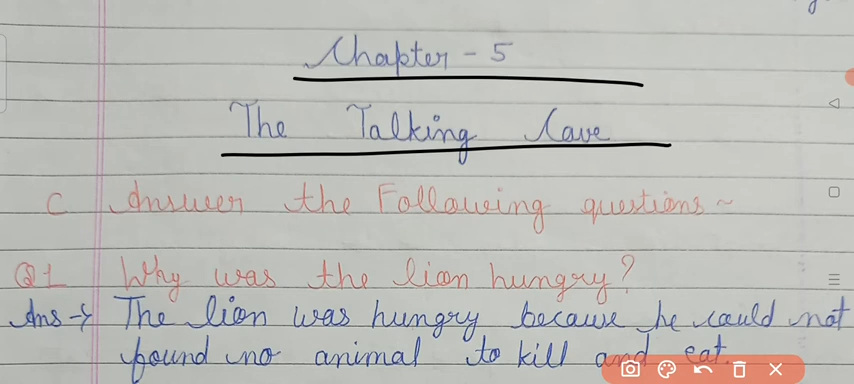 Chapter - 5
The Talking Cave
C Answer the Following questions ~
Q1 Why was the lion hungry?
Ans → The lion was hungry because he could not
found no animal to kill and eat.